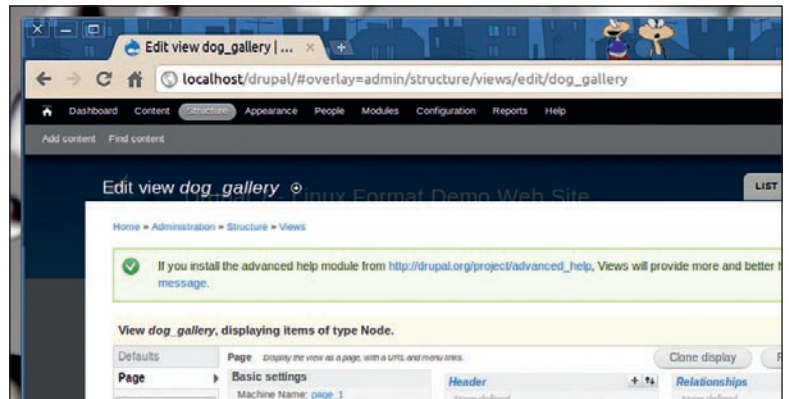 Edit view dog_gallery | ...
localhost/drupal/#overlay=admin/structure/views/edit/dog_gallery
Dashboard Content Structure Appearance People Modules Configuration Reports Help
Add content Find content
Edit view dog_gallery
Linux Format Demo Web Site
LIST
Home » Administration » Structure » Views
If you install the advanced help module from http://drupal.org/project/advanced_help, Views will provide more and better
message.
View dog_gallery, displaying items of type Node.
Defaults
Page Display the view as a page, with a URL and menu links.
Clone display
Page
Basic settings
Header
Relationships
Machine Name: page_1
None defined
None defined